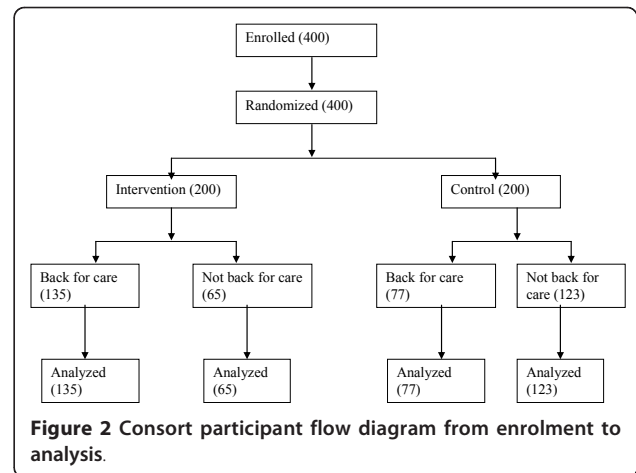 Enrolled (400)
Randomized (400)
Intervention (200)
Control (200)
Back for care
(135)
Not back for care
(65)
Back for care
(77)
Not back for
care (123)
Analyzed
(135)
Analyzed
(65)
Analyzed
(77)
Analyzed
(123)
Figure 2 Consort participant flow diagram from enrolment to
analysis.